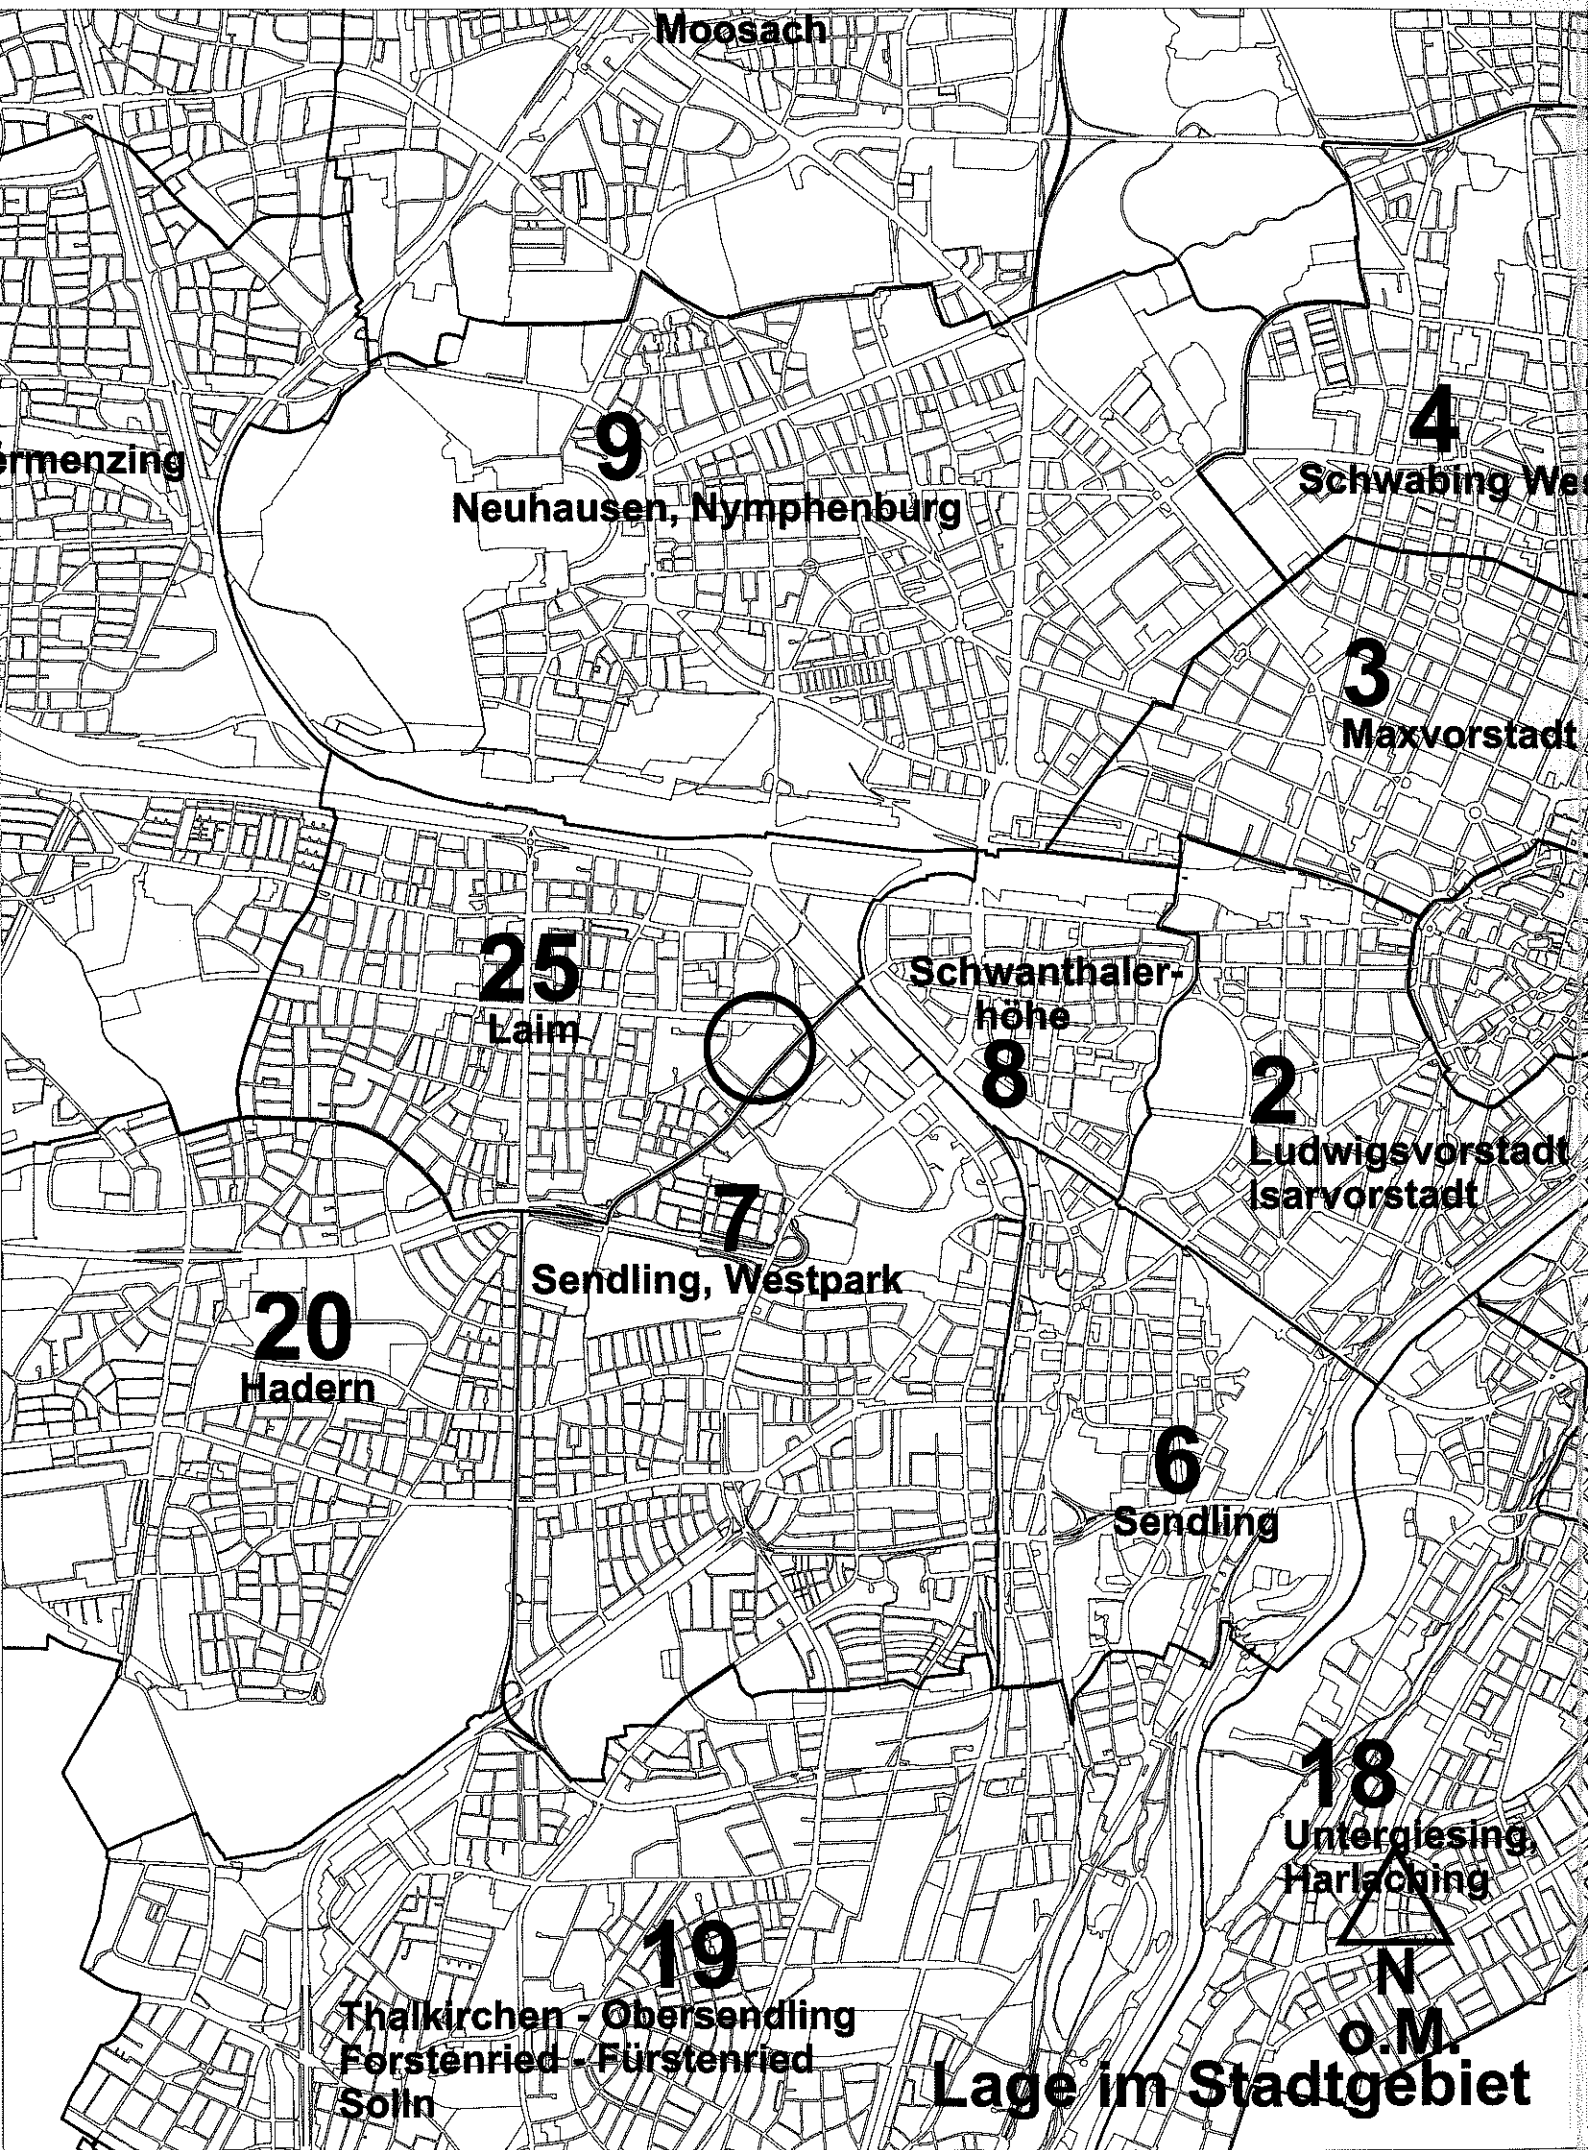 Moosach
9
Neuhausen, Nymphenburg
ermenzing
4
Schwabing We
3
Maxvorstadt
25
Laim
Schwanthaler-
höhe
8
2
Ludwigsvorstadt
Isarvorstadt
7
Sendling, Westpark
20
Hadern
6
Sendling
18
Untergiesing,
Harlaching
19
Thalkirchen - Obersendling
Forstenried - Fürstenried
Solln
N
o.M.
Lage im Stadtgebiet